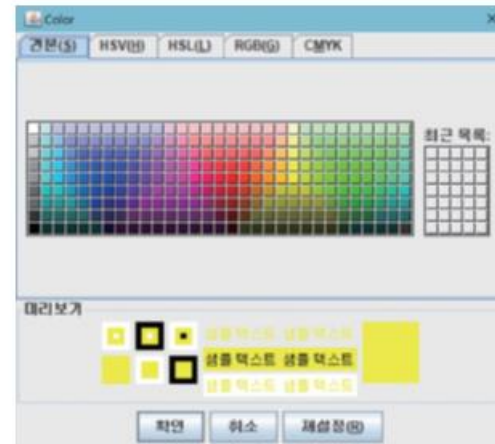 Color
견본(S) HSV(H) HSL(L) RGB(G) CMYK
최근 목록:
미리보기
샘플 텍스트 샘플 텍스트
샘플 텍스트 샘플 텍스트
샘플 텍스트 샘플 텍스트
확인 취소 재설정(R)